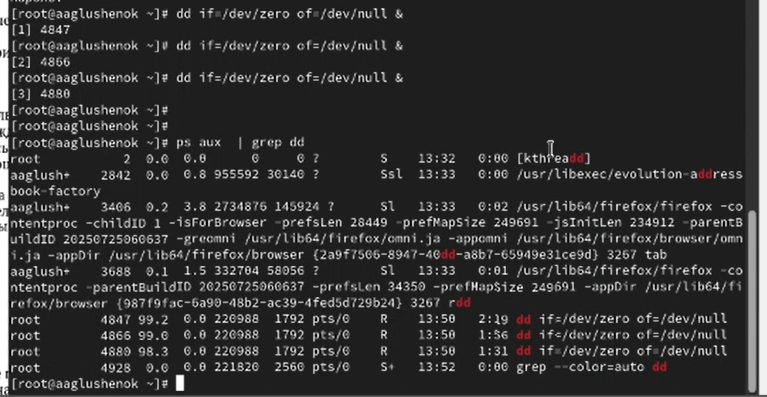 [root@aaglushenok ~]# dd if=/dev/zero of=/dev/null &
[1] 4847
[root@aaglushenok ~]# dd if=/dev/zero of=/dev/null &
[2] 4866
[root@aaglushenok ~]# dd if=/dev/zero of=/dev/null &
[3] 4880
[root@aaglushenok ~]#
[root@aaglushenok ~]#
[root@aaglushenok ~]# ps aux  | grep dd
root           2  0.0  0.0      0     0 ?        S    13:32   0:00 [kthreadd]
aaglush+    2842  0.0  0.8 955592 30140 ?        Ssl  13:33   0:00 /usr/libexec/evolution-address
book-factory
aaglush+    3406  0.2  3.8 2734876 145924 ?      Sl   13:33   0:02 /usr/lib64/firefox/firefox -co
ntentproc -childID 1 -isForBrowser -prefsLen 28449 -prefMapSize 249691 -jsInitLen 234912 -parentB
uildID 20250725060637 -greomni /usr/lib64/firefox/omni.ja -appomni /usr/lib64/firefox/browser/omn
i.ja -appDir /usr/lib64/firefox/browser {2a9f7506-8947-40dd-a8b7-65949e31ce9d} 3267 tab
aaglush+    3688  0.1  1.5 332704 58056 ?        Sl   13:33   0:01 /usr/lib64/firefox/firefox -co
ntentproc -parentBuildID 20250725060637 -prefsLen 34350 -prefMapSize 249691 -appDir /usr/lib64/fi
refox/browser {987f9fac-6a90-48b2-ac39-4fed5d729b24} 3267 rdd
root        4847 99.2  0.0 220988  1792 pts/0    R    13:50   2:19 dd if=/dev/zero of=/dev/null
root        4866 99.0  0.0 220988  1792 pts/0    R    13:50   1:56 dd if=/dev/zero of=/dev/null
root        4880 98.3  0.0 220988  1792 pts/0    R    13:50   1:31 dd if=/dev/zero of=/dev/null
root        4928  0.0  0.0 221820  2560 pts/0    S+   13:52   0:00 grep --color=auto dd
[root@aaglushenok ~]#